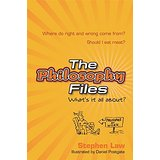 Where do right and wrong come from?
Should I eat meat?
The
Philosophy
Files
What's it all about?
Stephen Law
Illustrated by Daniel Postgate